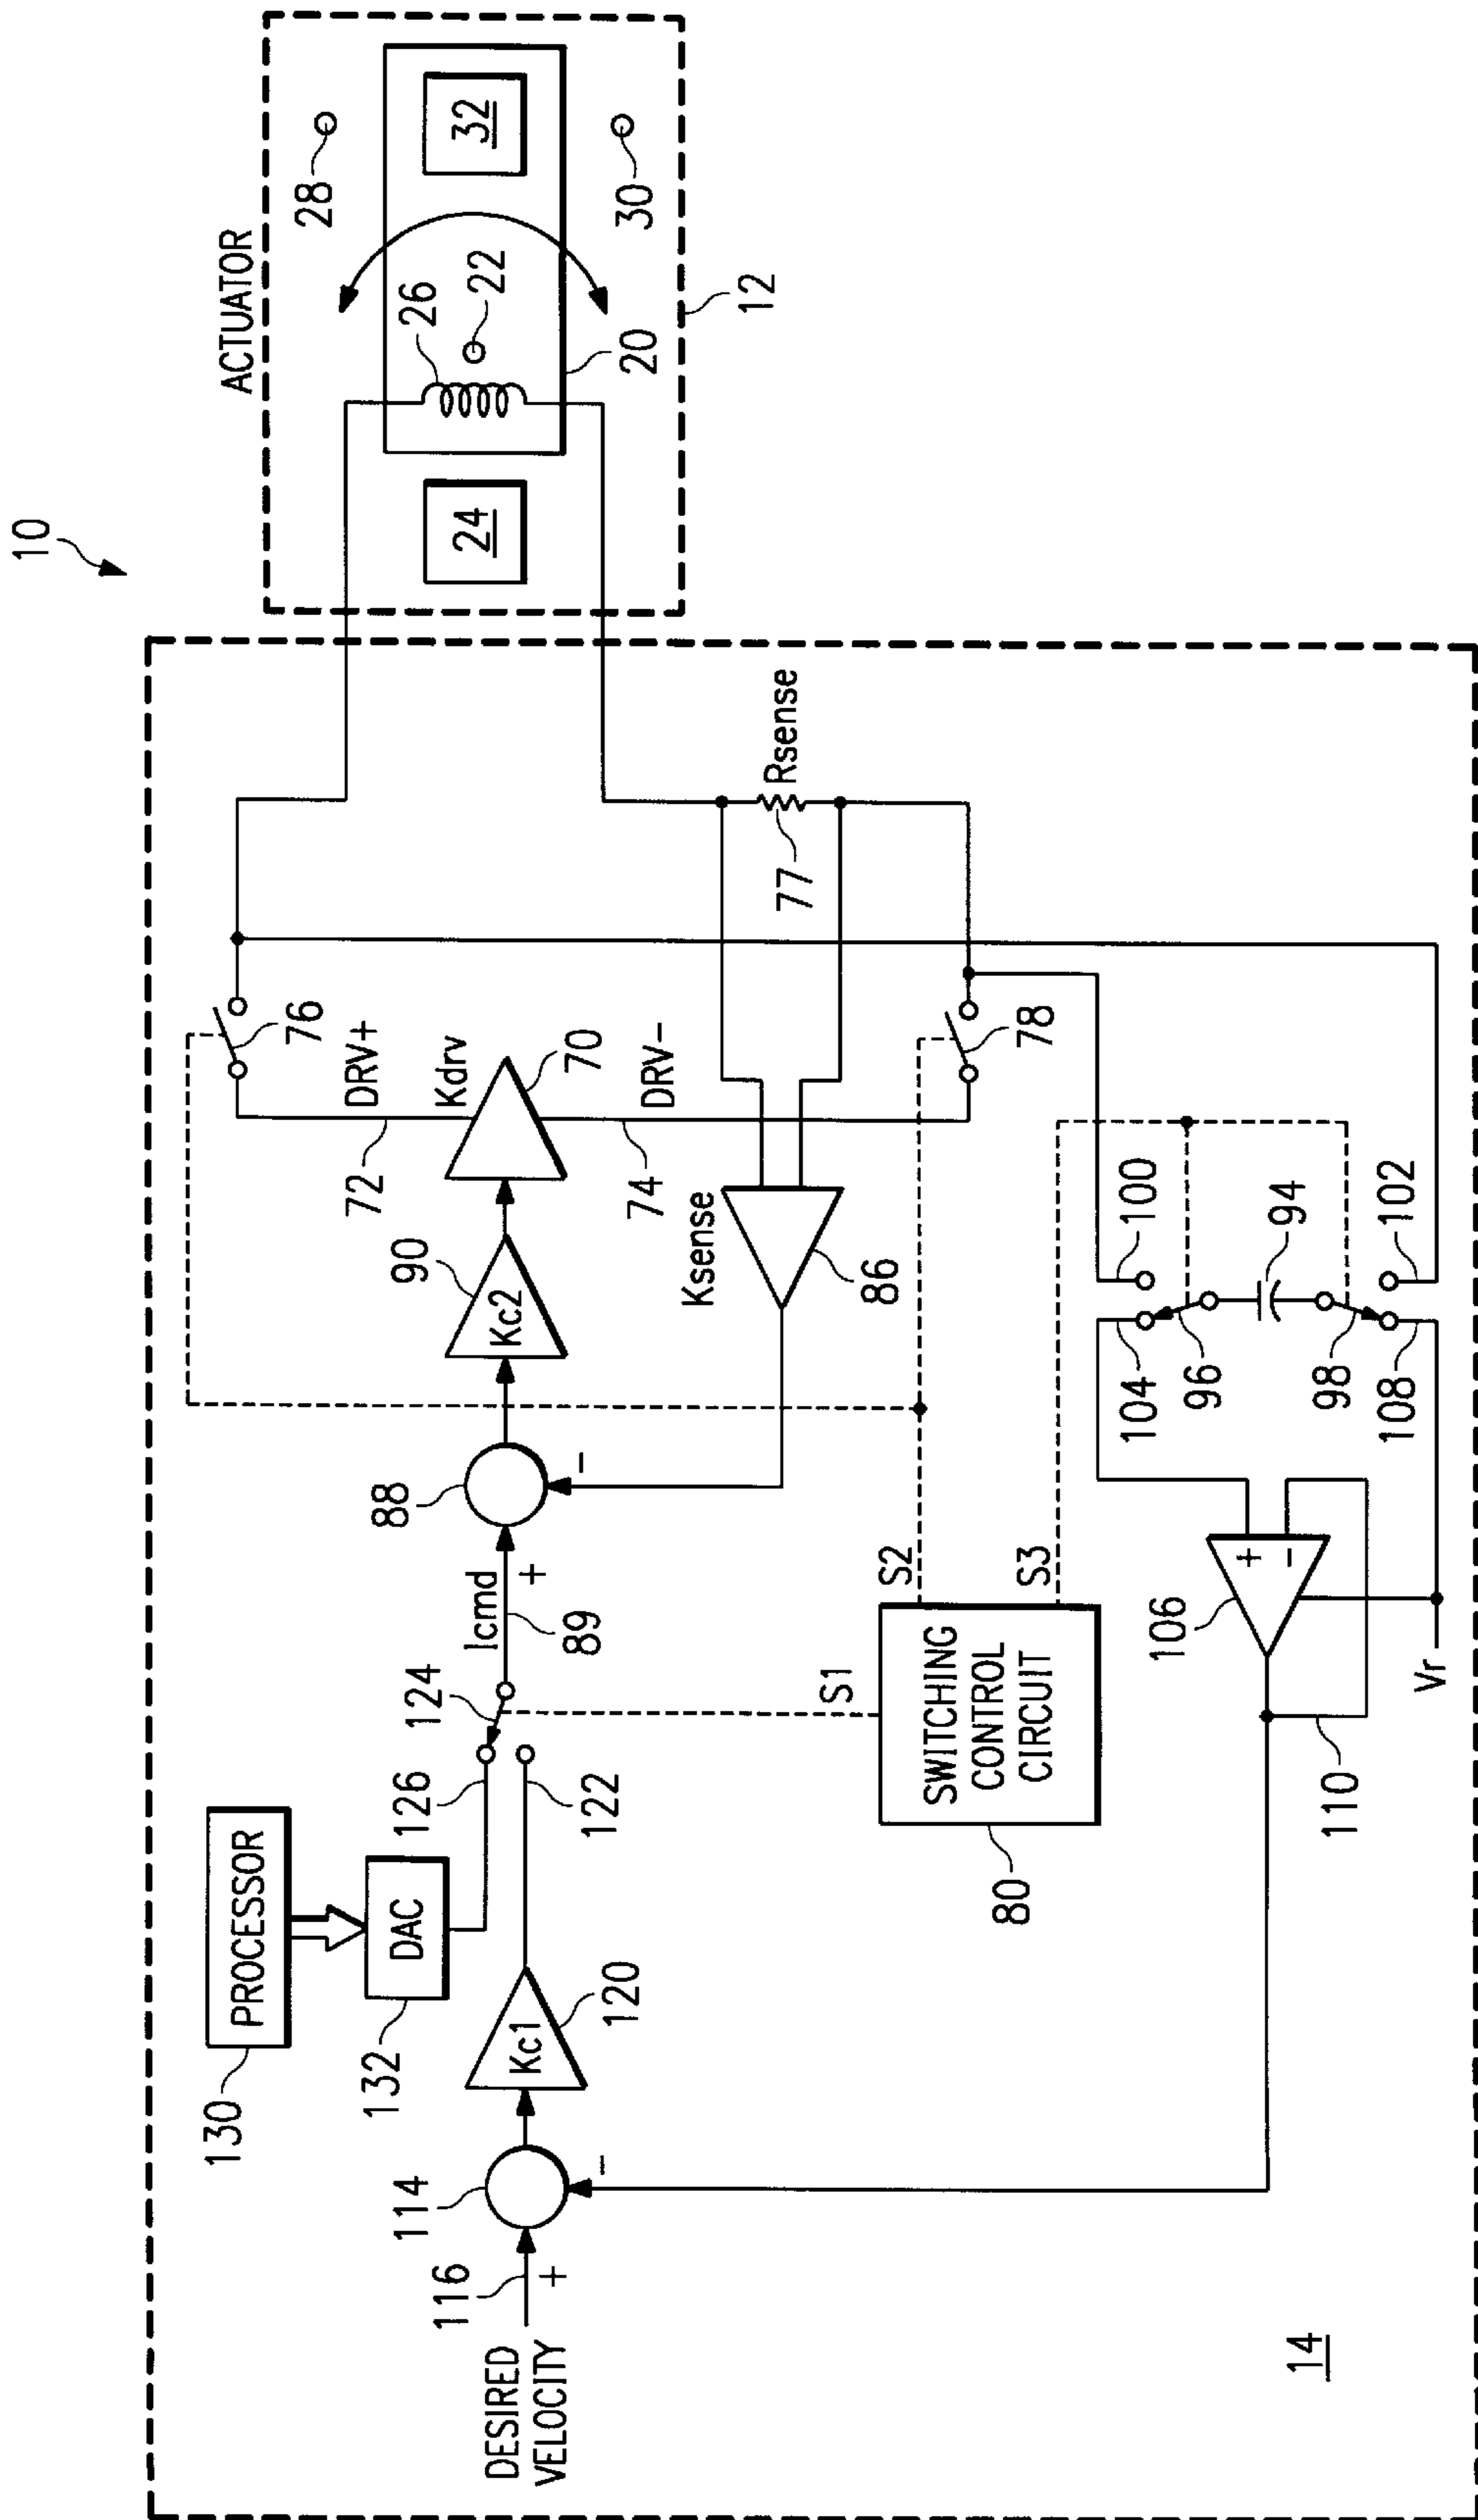 10
ACTUATOR
28
32
26
22
30
20
12
24
76
DRV+
Kdrv
72
70
90
Kc2
74
DRV-
78
Rsense
77
Ksense
86
88
Icmd
+
-
89
124
126
122
PROCESSOR
130
DAC
132
Kc1
120
114
116
+
-
DESIRED
VELOCITY
S1
S2
S3
SWITCHING
CONTROL
CIRCUIT
80
100
104
94
96
98
102
108
106
+
-
Vr
110
14